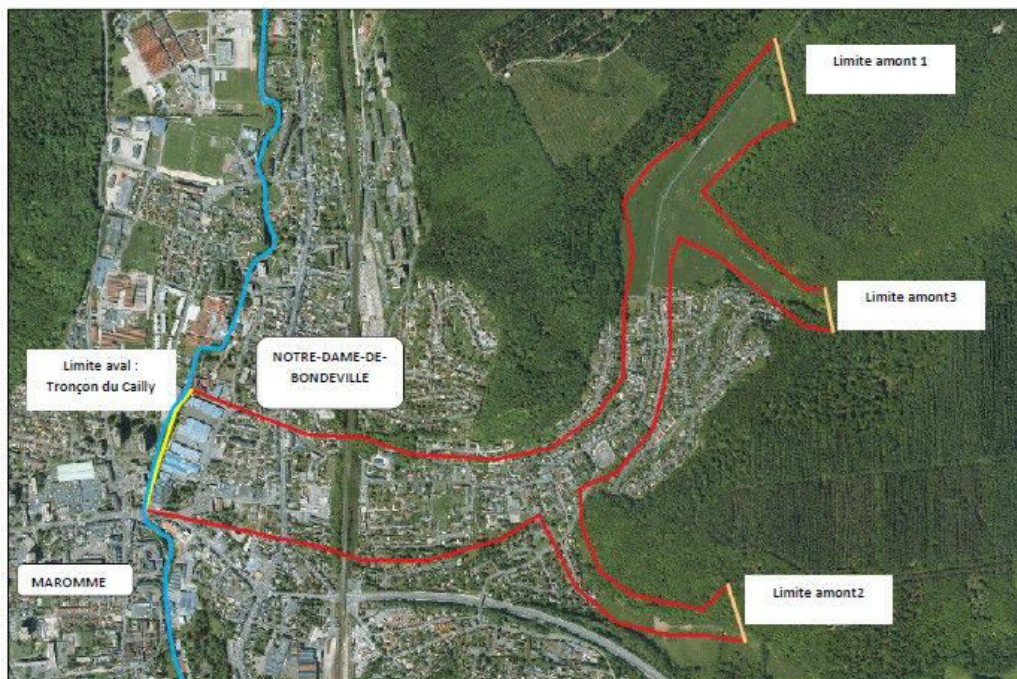 Limite amont 1
Limite amont3
Limite aval :
Tronçon du Cailly
NOTRE-DAME-DE-
BONDEVILLE
MAROMME
Limite amont2